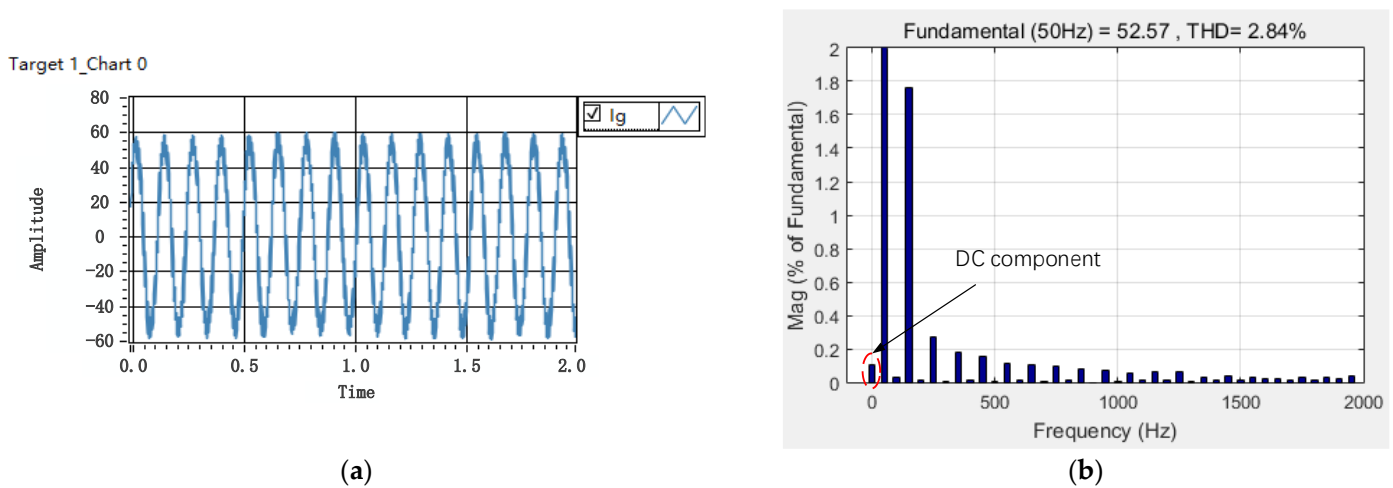 Target 1_Chart 0
80
60
40
20
0
-20
-40
-60
Amplitude
0.0 0.5 1.0 1.5 2.0
Time
Ig
(a)
Fundamental (50Hz) = 52.57 , THD= 2.84%
2
1.8
1.6
1.4
1.2
1
0.8
0.6
0.4
0.2
0
Mag (% of Fundamental)
DC component
0 500 1000 1500 2000
Frequency (Hz)
(b)